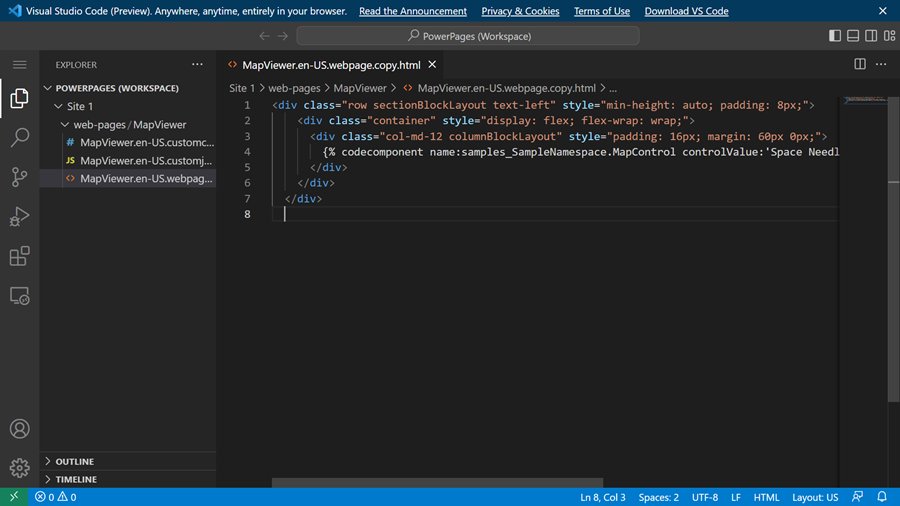 Visual Studio Code (Preview). Anywhere, anytime, entirely in your browser. Read the Announcement Privacy & Cookies Terms of Use Download VS Code
PowerPages (Workspace)
EXPLORER
POWERPAGES (WORKSPACE)
Site 1
web-pages / MapViewer
# MapViewer.en-US.customc...
JS MapViewer.en-US.customj...
<> MapViewer.en-US.webpag...
OUTLINE
TIMELINE
<> MapViewer.en-US.webpage.copy.html
Site 1 > web-pages > MapViewer > <> MapViewer.en-US.webpage.copy.html > ...
1 <div class="row sectionBlockLayout text-left" style="min-height: auto; padding: 8px;">
2 <div class="container" style="display: flex; flex-wrap: wrap;">
3 <div class="col-md-12 columnBlockLayout" style="padding: 16px; margin: 60px 0px;">
4 {% codecomponent name:samples_SampleNamespace.MapControl controlValue:'Space Needl
5 </div>
6 </div>
7 </div>
8
0 0 Ln 8, Col 3 Spaces: 2 UTF-8 LF HTML Layout: US